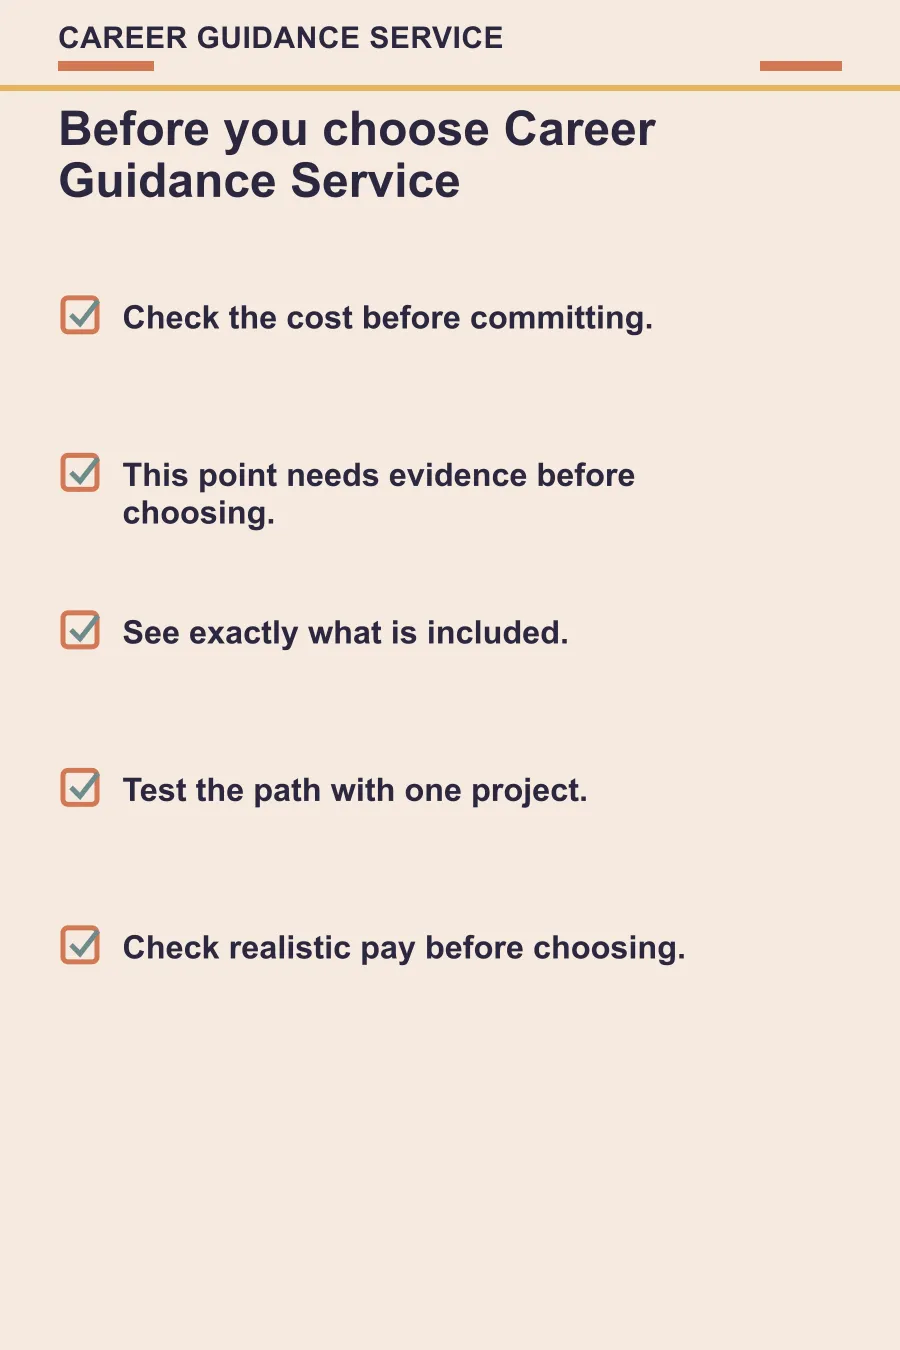 CAREER GUIDANCE SERVICE
Before you choose Career
Guidance Service
Check the cost before committing.
This point needs evidence before
choosing.
See exactly what is included.
Test the path with one project.
Check realistic pay before choosing.